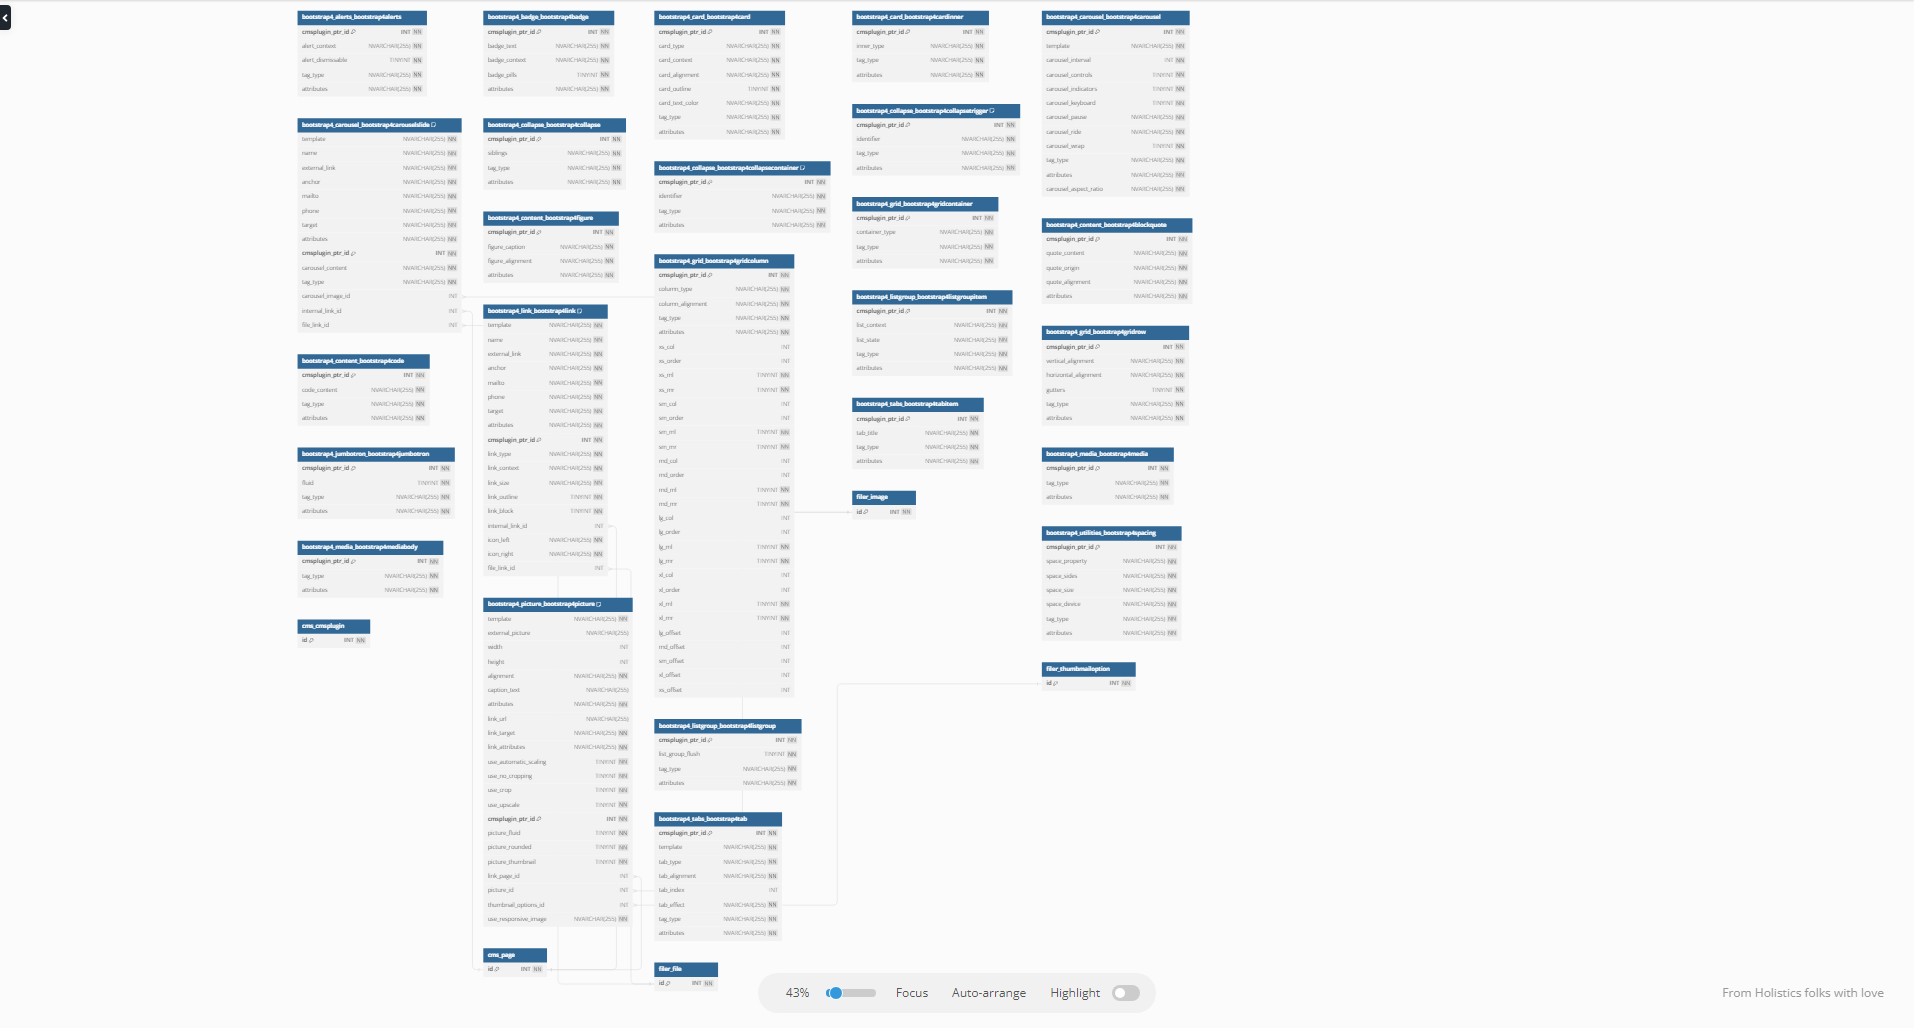 bootstrap4_alerts_bootstrap4alerts
cmsplugin_ptr_id INT NN
alert_context NVARCHAR(255) NN
alert_dismissable TINYINT NN
tag_type NVARCHAR(255) NN
attributes NVARCHAR(255) NN
bootstrap4_carousel_bootstrap4carouselslide
template NVARCHAR(255) NN
name NVARCHAR(255) NN
external_link NVARCHAR(255) NN
anchor NVARCHAR(255) NN
mailto NVARCHAR(255) NN
phone NVARCHAR(255) NN
target NVARCHAR(255) NN
attributes NVARCHAR(255) NN
cmsplugin_ptr_id INT NN
carousel_content NVARCHAR(255) NN
tag_type NVARCHAR(255) NN
carousel_image_id INT
internal_link_id INT
file_link_id INT
bootstrap4_content_bootstrap4code
cmsplugin_ptr_id INT NN
code_content NVARCHAR(255) NN
tag_type NVARCHAR(255) NN
attributes NVARCHAR(255) NN
bootstrap4_jumbotron_bootstrap4jumbotron
cmsplugin_ptr_id INT NN
fluid TINYINT NN
tag_type NVARCHAR(255) NN
attributes NVARCHAR(255) NN
bootstrap4_media_bootstrap4mediabody
cmsplugin_ptr_id INT NN
tag_type NVARCHAR(255) NN
attributes NVARCHAR(255) NN
cms_cmsplugin
id INT NN
bootstrap4_badge_bootstrap4badge
cmsplugin_ptr_id INT NN
badge_text NVARCHAR(255) NN
badge_context NVARCHAR(255) NN
badge_pills TINYINT NN
attributes NVARCHAR(255) NN
bootstrap4_collapse_bootstrap4collapse
cmsplugin_ptr_id INT NN
siblings NVARCHAR(255) NN
tag_type NVARCHAR(255) NN
attributes NVARCHAR(255) NN
bootstrap4_content_bootstrap4figure
cmsplugin_ptr_id INT NN
figure_caption NVARCHAR(255) NN
figure_alignment NVARCHAR(255) NN
attributes NVARCHAR(255) NN
bootstrap4_link_bootstrap4link
template NVARCHAR(255) NN
name NVARCHAR(255) NN
external_link NVARCHAR(255) NN
anchor NVARCHAR(255) NN
mailto NVARCHAR(255) NN
phone NVARCHAR(255) NN
target NVARCHAR(255) NN
attributes NVARCHAR(255) NN
cmsplugin_ptr_id INT NN
link_type NVARCHAR(255) NN
link_context NVARCHAR(255) NN
link_size NVARCHAR(255) NN
link_outline TINYINT NN
link_block TINYINT NN
internal_link_id INT
icon_left NVARCHAR(255) NN
icon_right NVARCHAR(255) NN
file_link_id INT
bootstrap4_picture_bootstrap4picture
template NVARCHAR(255) NN
external_picture NVARCHAR(255)
width INT
height INT
alignment NVARCHAR(255) NN
caption_text NVARCHAR(255)
attributes NVARCHAR(255) NN
link_url NVARCHAR(255)
link_target NVARCHAR(255) NN
link_attributes NVARCHAR(255) NN
use_automatic_scaling TINYINT NN
use_no_cropping TINYINT NN
use_crop TINYINT NN
use_upscale TINYINT NN
cmsplugin_ptr_id INT NN
picture_fluid TINYINT NN
picture_rounded TINYINT NN
picture_thumbnail TINYINT NN
link_page_id INT
picture_id INT
thumbnail_options_id INT
use_responsive_image NVARCHAR(255) NN
cms_page
id INT NN
bootstrap4_card_bootstrap4card
cmsplugin_ptr_id INT NN
card_type NVARCHAR(255) NN
card_context NVARCHAR(255) NN
card_alignment NVARCHAR(255) NN
card_outline TINYINT NN
card_text_color NVARCHAR(255) NN
tag_type NVARCHAR(255) NN
attributes NVARCHAR(255) NN
bootstrap4_collapse_bootstrap4collapsecontainer
cmsplugin_ptr_id INT NN
identifier NVARCHAR(255) NN
tag_type NVARCHAR(255) NN
attributes NVARCHAR(255) NN
bootstrap4_grid_bootstrap4gridcolumn
cmsplugin_ptr_id INT NN
column_type NVARCHAR(255) NN
column_alignment NVARCHAR(255) NN
tag_type NVARCHAR(255) NN
attributes NVARCHAR(255) NN
xs_col INT
xs_order INT
xs_ml TINYINT NN
xs_mr TINYINT NN
sm_col INT
sm_order INT
sm_ml TINYINT NN
sm_mr TINYINT NN
md_col INT
md_order INT
md_ml TINYINT NN
md_mr TINYINT NN
lg_col INT
lg_order INT
lg_ml TINYINT NN
lg_mr TINYINT NN
xl_col INT
xl_order INT
xl_ml TINYINT NN
xl_mr TINYINT NN
lg_offset INT
md_offset INT
sm_offset INT
xl_offset INT
xs_offset INT
bootstrap4_listgroup_bootstrap4listgroup
cmsplugin_ptr_id INT NN
list_group_flush TINYINT NN
tag_type NVARCHAR(255) NN
attributes NVARCHAR(255) NN
bootstrap4_tabs_bootstrap4tab
cmsplugin_ptr_id INT NN
template NVARCHAR(255) NN
tab_type NVARCHAR(255) NN
tab_alignment NVARCHAR(255) NN
tab_index INT
tab_effect NVARCHAR(255) NN
tag_type NVARCHAR(255) NN
attributes NVARCHAR(255) NN
filer_file
id INT NN
bootstrap4_card_bootstrap4cardinner
cmsplugin_ptr_id INT NN
inner_type NVARCHAR(255) NN
tag_type NVARCHAR(255) NN
attributes NVARCHAR(255) NN
bootstrap4_collapse_bootstrap4collapsetrigger
cmsplugin_ptr_id INT NN
identifier NVARCHAR(255) NN
tag_type NVARCHAR(255) NN
attributes NVARCHAR(255) NN
bootstrap4_grid_bootstrap4gridcontainer
cmsplugin_ptr_id INT NN
container_type NVARCHAR(255) NN
tag_type NVARCHAR(255) NN
attributes NVARCHAR(255) NN
bootstrap4_listgroup_bootstrap4listgroupitem
cmsplugin_ptr_id INT NN
list_context NVARCHAR(255) NN
list_state NVARCHAR(255) NN
tag_type NVARCHAR(255) NN
attributes NVARCHAR(255) NN
bootstrap4_tabs_bootstrap4tabitem
cmsplugin_ptr_id INT NN
tab_title NVARCHAR(255) NN
tag_type NVARCHAR(255) NN
attributes NVARCHAR(255) NN
filer_image
id INT NN
bootstrap4_carousel_bootstrap4carousel
cmsplugin_ptr_id INT NN
template NVARCHAR(255) NN
carousel_interval INT NN
carousel_controls TINYINT NN
carousel_indicators TINYINT NN
carousel_keyboard TINYINT NN
carousel_pause NVARCHAR(255) NN
carousel_ride NVARCHAR(255) NN
carousel_wrap TINYINT NN
tag_type NVARCHAR(255) NN
attributes NVARCHAR(255) NN
carousel_aspect_ratio NVARCHAR(255) NN
bootstrap4_content_bootstrap4blockquote
cmsplugin_ptr_id INT NN
quote_content NVARCHAR(255) NN
quote_origin NVARCHAR(255) NN
quote_alignment NVARCHAR(255) NN
attributes NVARCHAR(255) NN
bootstrap4_grid_bootstrap4gridrow
cmsplugin_ptr_id INT NN
vertical_alignment NVARCHAR(255) NN
horizontal_alignment NVARCHAR(255) NN
gutters TINYINT NN
tag_type NVARCHAR(255) NN
attributes NVARCHAR(255) NN
bootstrap4_media_bootstrap4media
cmsplugin_ptr_id INT NN
tag_type NVARCHAR(255) NN
attributes NVARCHAR(255) NN
bootstrap4_utilities_bootstrap4spacing
cmsplugin_ptr_id INT NN
space_property NVARCHAR(255) NN
space_sides NVARCHAR(255) NN
space_size NVARCHAR(255) NN
space_device NVARCHAR(255) NN
tag_type NVARCHAR(255) NN
attributes NVARCHAR(255) NN
filer_thumbnailoption
id INT NN
43% Focus Auto-arrange Highlight
From Holistics folks with love